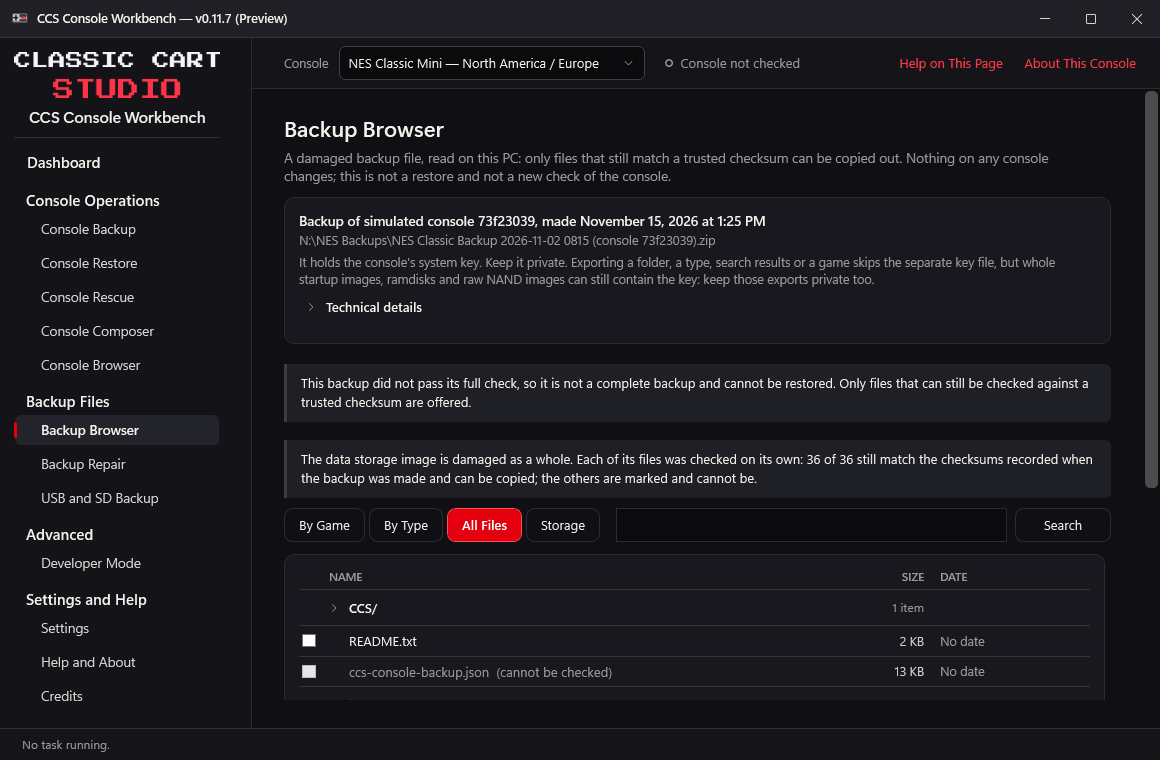 CCS Console Workbench — v0.11.7 (Preview)
CLASSIC CART
STUDIO
CCS Console Workbench
Dashboard
Console Operations
Console Backup
Console Restore
Console Rescue
Console Composer
Console Browser
Backup Files
Backup Browser
Backup Repair
USB and SD Backup
Advanced
Developer Mode
Settings and Help
Settings
Help and About
Credits
Console
NES Classic Mini — North America / Europe
Console not checked
Help on This Page
About This Console
Backup Browser
A damaged backup file, read on this PC: only files that still match a trusted checksum can be copied out. Nothing on any console
changes; this is not a restore and not a new check of the console.
Backup of simulated console 73f23039, made November 15, 2026 at 1:25 PM
N:\NES Backups\NES Classic Backup 2026-11-02 0815 (console 73f23039).zip
It holds the console's system key. Keep it private. Exporting a folder, a type, search results or a game skips the separate key file, but whole
startup images, ramdisks and raw NAND images can still contain the key: keep those exports private too.
Technical details
This backup did not pass its full check, so it is not a complete backup and cannot be restored. Only files that can still be checked against a
trusted checksum are offered.
The data storage image is damaged as a whole. Each of its files was checked on its own: 36 of 36 still match the checksums recorded when
the backup was made and can be copied; the others are marked and cannot be.
By Game
By Type
All Files
Storage
Search
NAME SIZE DATE
CCS/ 1 item
README.txt 2 KB No date
ccs-console-backup.json (cannot be checked) 13 KB No date
No task running.